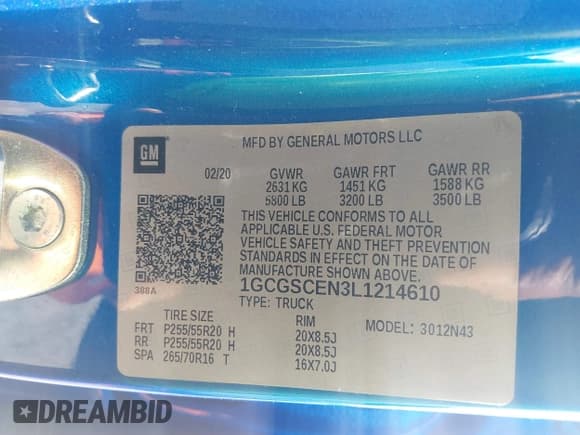 GM
MFD BY GENERAL MOTORS LLC
02/20 GVWR GAWR FRT GAWR RR
2631 KG 1451 KG 1588 KG
5800 LB 3200 LB 3500 LB
THIS VEHICLE CONFORMS TO ALL
APPLICABLE U.S. FEDERAL MOTOR
VEHICLE SAFETY AND THEFT PREVENTION
STANDARDS IN EFFECT ON THE DATE OF
MANUFACTURE SHOWN ABOVE.
388A
1GCGSCEN3L1214610
TYPE: TRUCK
TIRE SIZE RIM MODEL: 3012N43
FRT P255/55R20 H 20X8.5J
RR P255/55R20 H 20X8.5J
SPA 265/70R16 T 16X7.0J
DREAMBID